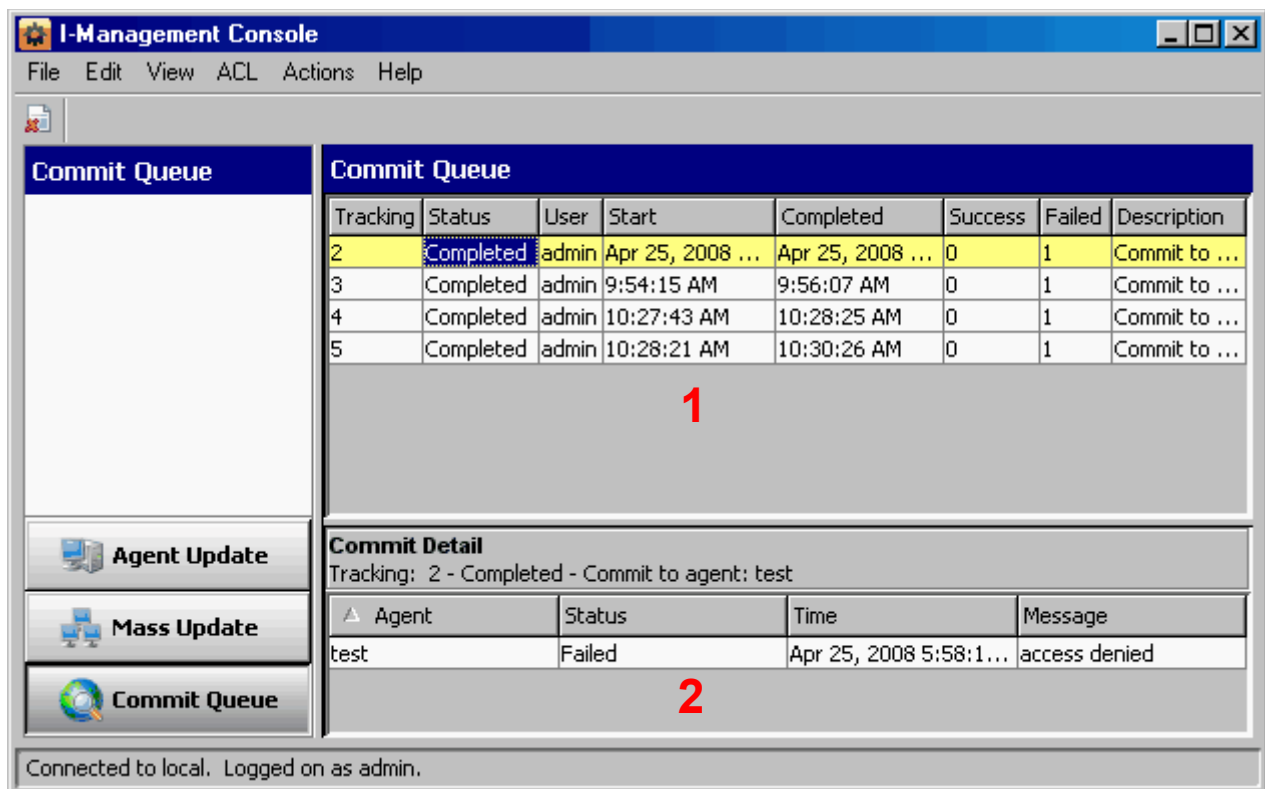 I-Management Console
File Edit View ACL Actions Help
Commit Queue
Commit Queue
Tracking Status User Start Completed Success Failed Description
2 Completed admin Apr 25, 2008 ... Apr 25, 2008 ... 0 1 Commit to ...
3 Completed admin 9:54:15 AM 9:56:07 AM 0 1 Commit to ...
4 Completed admin 10:27:43 AM 10:28:25 AM 0 1 Commit to ...
5 Completed admin 10:28:21 AM 10:30:26 AM 0 1 Commit to ...
1
Agent Update
Mass Update
Commit Queue
Commit Detail
Tracking: 2 - Completed - Commit to agent: test
Agent Status Time Message
test Failed Apr 25, 2008 5:58:1... access denied
2
Connected to local. Logged on as admin.